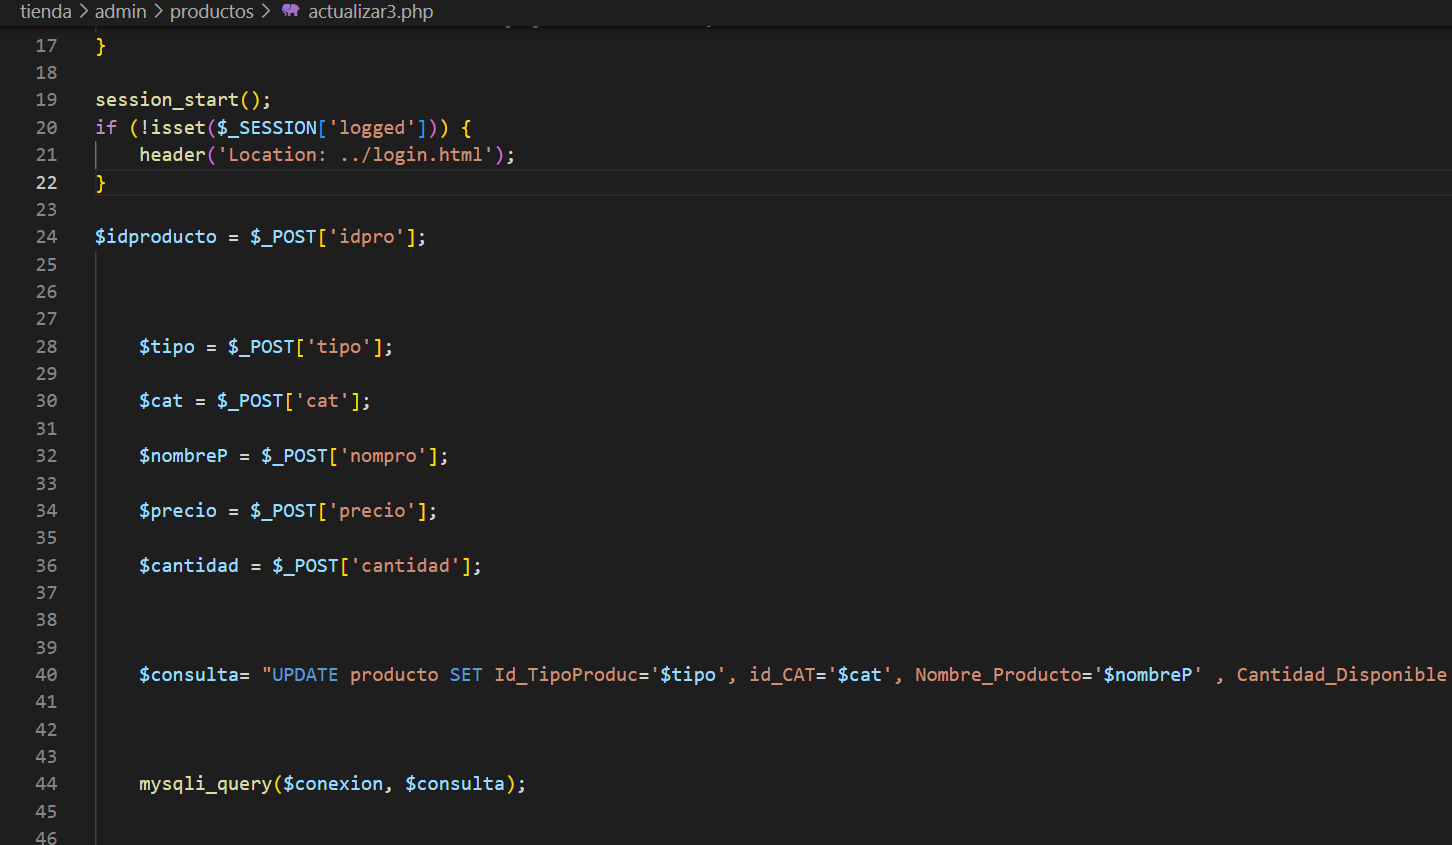 tienda > admin > productos > actualizar3.php
17 }
18
19 session_start();
20 if (!isset($_SESSION['logged'])) {
21 header('Location: ../login.html');
22 }
23
24 $idproducto = $_POST['idpro'];
25
26
27
28 $tipo = $_POST['tipo'];
29
30 $cat = $_POST['cat'];
31
32 $nombreP = $_POST['nompro'];
33
34 $precio = $_POST['precio'];
35
36 $cantidad = $_POST['cantidad'];
37
38
39
40 $consulta= "UPDATE producto SET Id_TipoProduc='$tipo', id_CAT='$cat', Nombre_Producto='$nombreP' , Cantidad_Disponible
41
42
43
44 mysqli_query($conexion, $consulta);
45
46